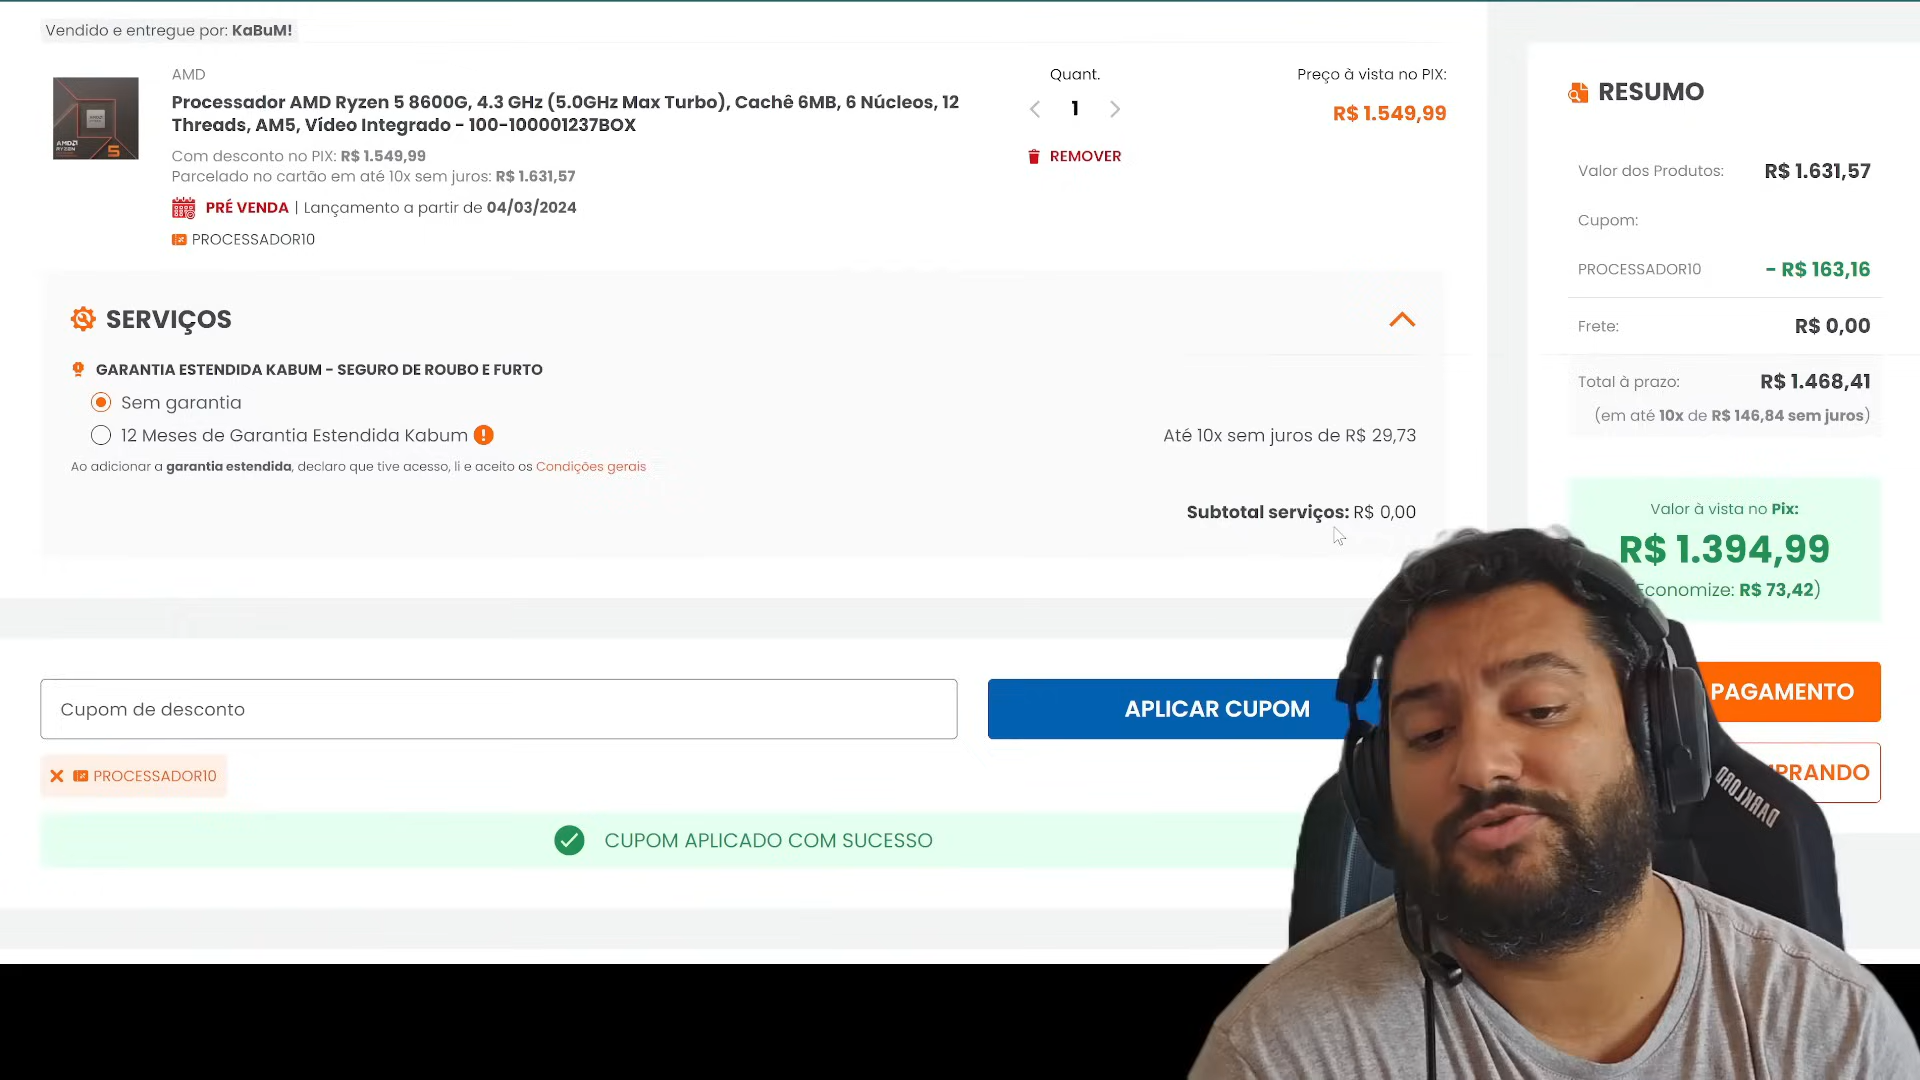 Vendido e entregue por: KaBuM!
AMD
Processador AMD Ryzen 5 8600G, 4.3 GHz (5.0GHz Max Turbo), Cachê 6MB, 6 Núcleos, 12
Threads, AM5, Vídeo Integrado - 100-100001237BOX
Com desconto no PIX: R$ 1.549,99
Parcelado no cartão em até 10x sem juros: R$ 1.631,57
PRÉ VENDA | Lançamento a partir de 04/03/2024
PROCESSADOR10
AMD
RYZEN
5
Quant.
1
REMOVER
Preço à vista no PIX:
R$ 1.549,99
SERVIÇOS
GARANTIA ESTENDIDA KABUM - SEGURO DE ROUBO E FURTO
Sem garantia
12 Meses de Garantia Estendida Kabum !
Até 10x sem juros de R$ 29,73
Ao adicionar a garantia estendida, declaro que tive acesso, li e aceito os Condições gerais
Subtotal serviços: R$ 0,00
Cupom de desconto
APLICAR CUPOM
PROCESSADOR10
CUPOM APLICADO COM SUCESSO
RESUMO
Valor dos Produtos: R$ 1.631,57
Cupom:
PROCESSADOR10 - R$ 163,16
Frete: R$ 0,00
Total à prazo: R$ 1.468,41
(em até 10x de R$ 146,84 sem juros)
Valor à vista no Pix:
R$ 1.394,99
Economize: R$ 73,42)
PAGAMENTO
PRANDO
DARKLORD